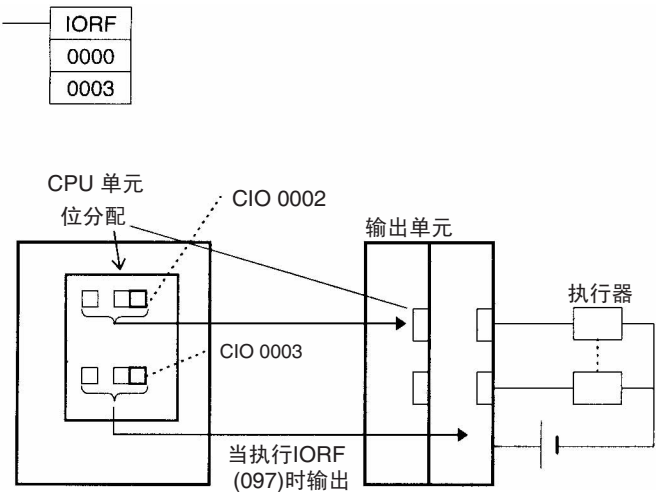 IORF
0000
0003
CPU 单元
位分配
CIO 0002
输出单元
执行器
CIO 0003
当执行IORF
(097)时输出